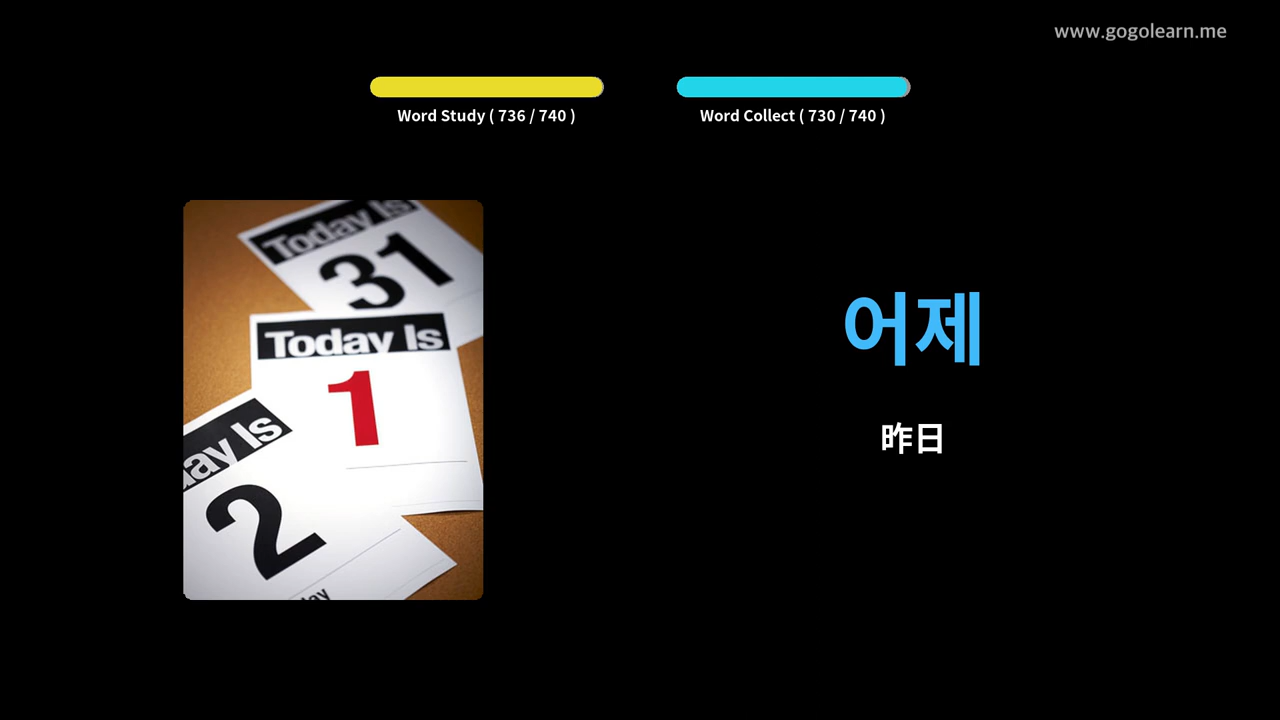 www.gogolearn.me
Word Study ( 736 / 740 )
Word Collect ( 730 / 740 )
Today Is
31
Today Is
1
ay Is
2
어제
昨日